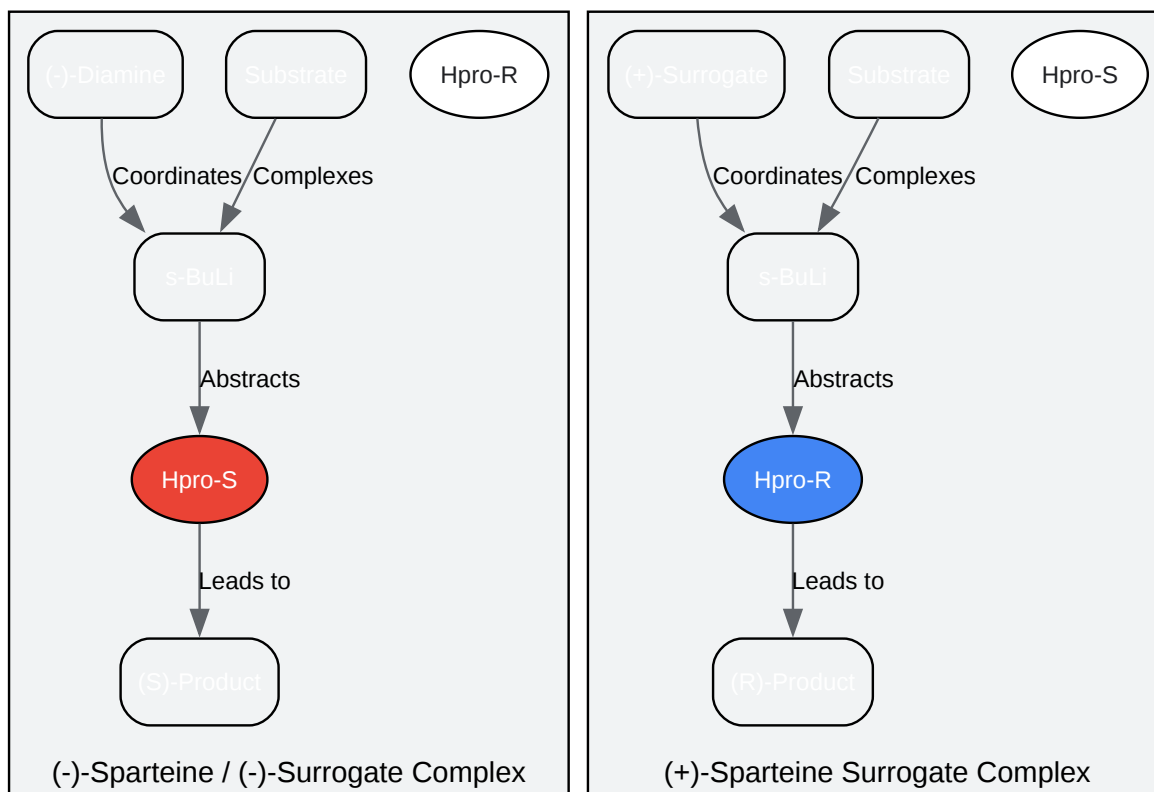 (-)-Diamine
Substrate
Hpro-R
Coordinates
Complexes
s-BuLi
Abstracts
Hpro-S
Leads to
(S)-Product
(-)-Sparteine / (-)-Surrogate Complex
(+)-Surrogate
Substrate
Hpro-S
Coordinates
Complexes
s-BuLi
Abstracts
Hpro-R
Leads to
(R)-Product
(+)-Sparteine Surrogate Complex